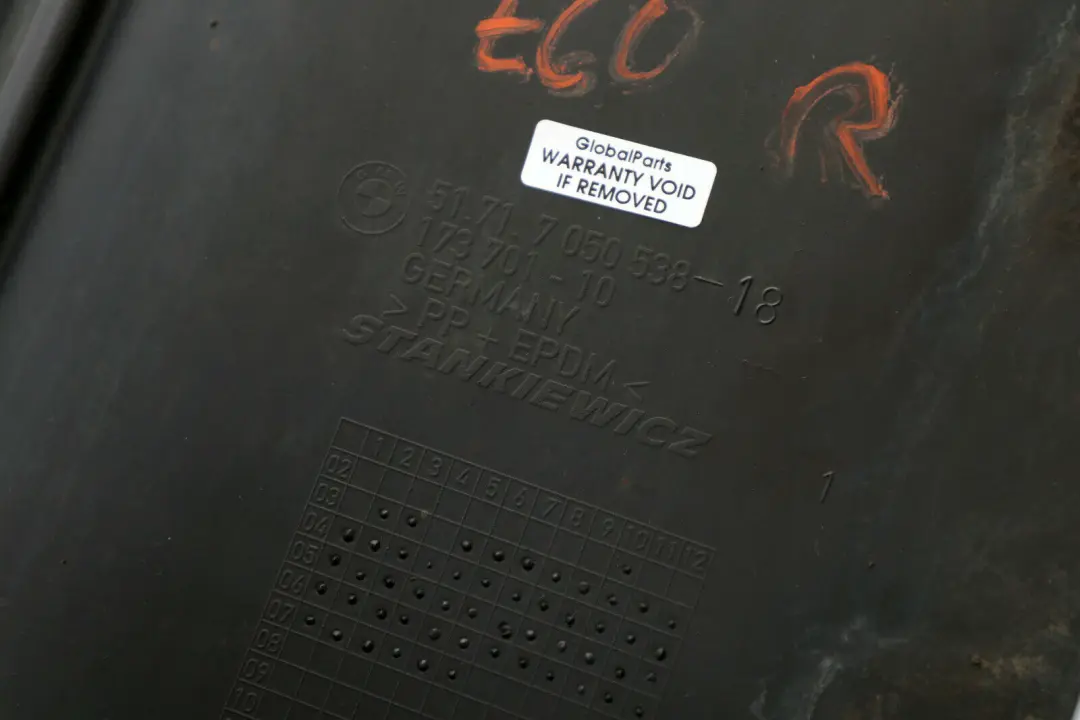 E60
R
GlobalParts
WARRANTY VOID
IF REMOVED
51.71 . 7 050 538 - 18
173 701 - 10
GERMANY
> PP + EPDM <
STANKIEWICZ
1 2 3 4 5 6 7 8 9 10 11 12
02
03
04
05
06
07
08
09
10
1